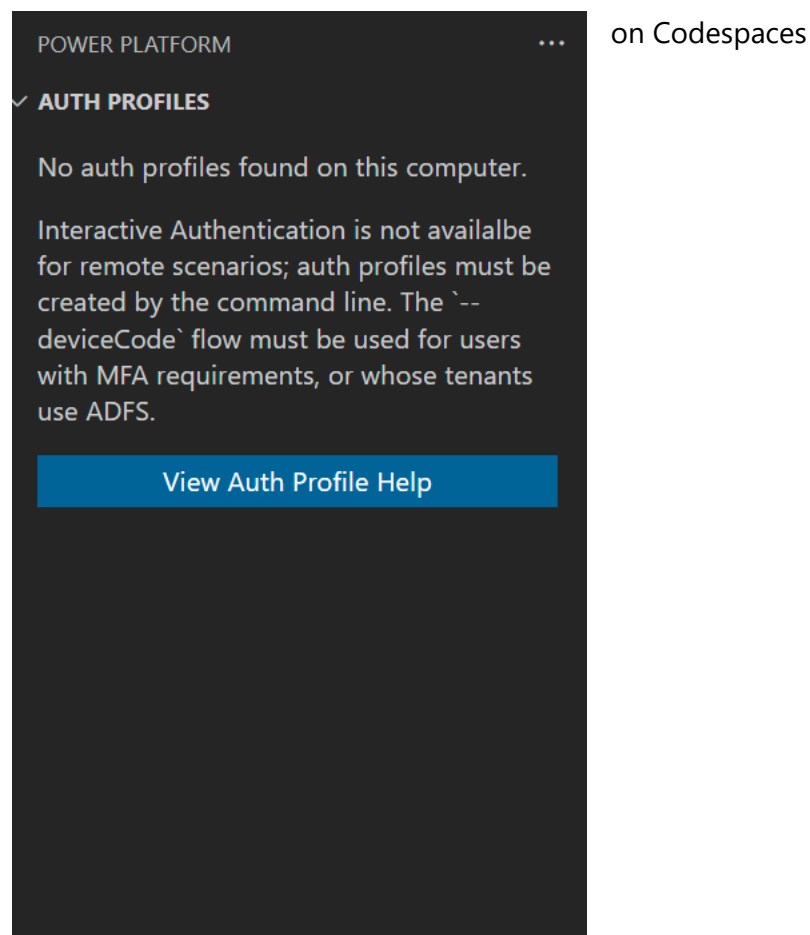 POWER PLATFORM
on Codespaces
AUTH PROFILES
No auth profiles found on this computer.
Interactive Authentication is not availalbe
for remote scenarios; auth profiles must be
created by the command line. The `--
deviceCode` flow must be used for users
with MFA requirements, or whose tenants
use ADFS.
View Auth Profile Help